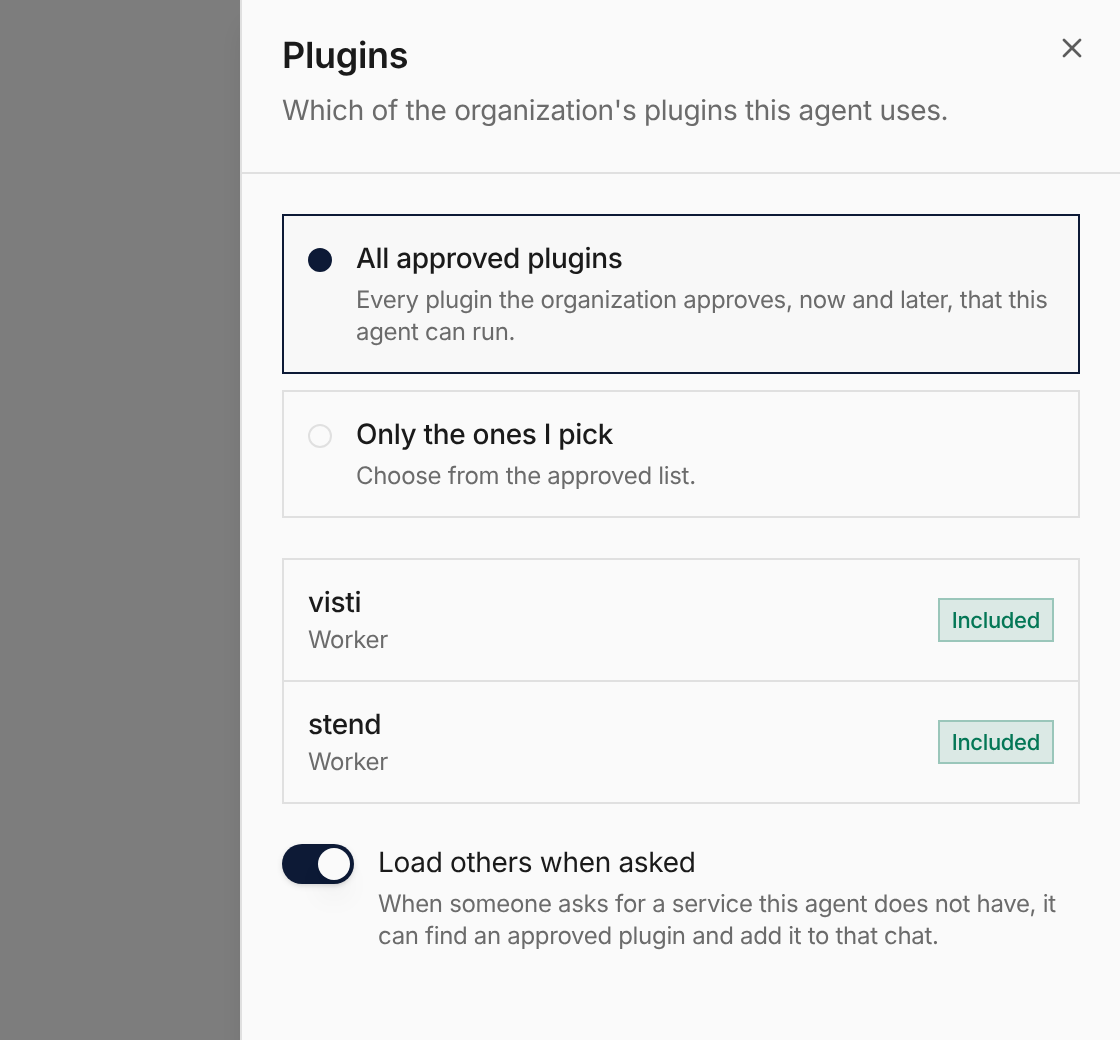 Plugins
Which of the organization's plugins this agent uses.
All approved plugins
Every plugin the organization approves, now and later, that this
agent can run.
Only the ones I pick
Choose from the approved list.
visti
Worker
Included
stend
Worker
Included
Load others when asked
When someone asks for a service this agent does not have, it
can find an approved plugin and add it to that chat.